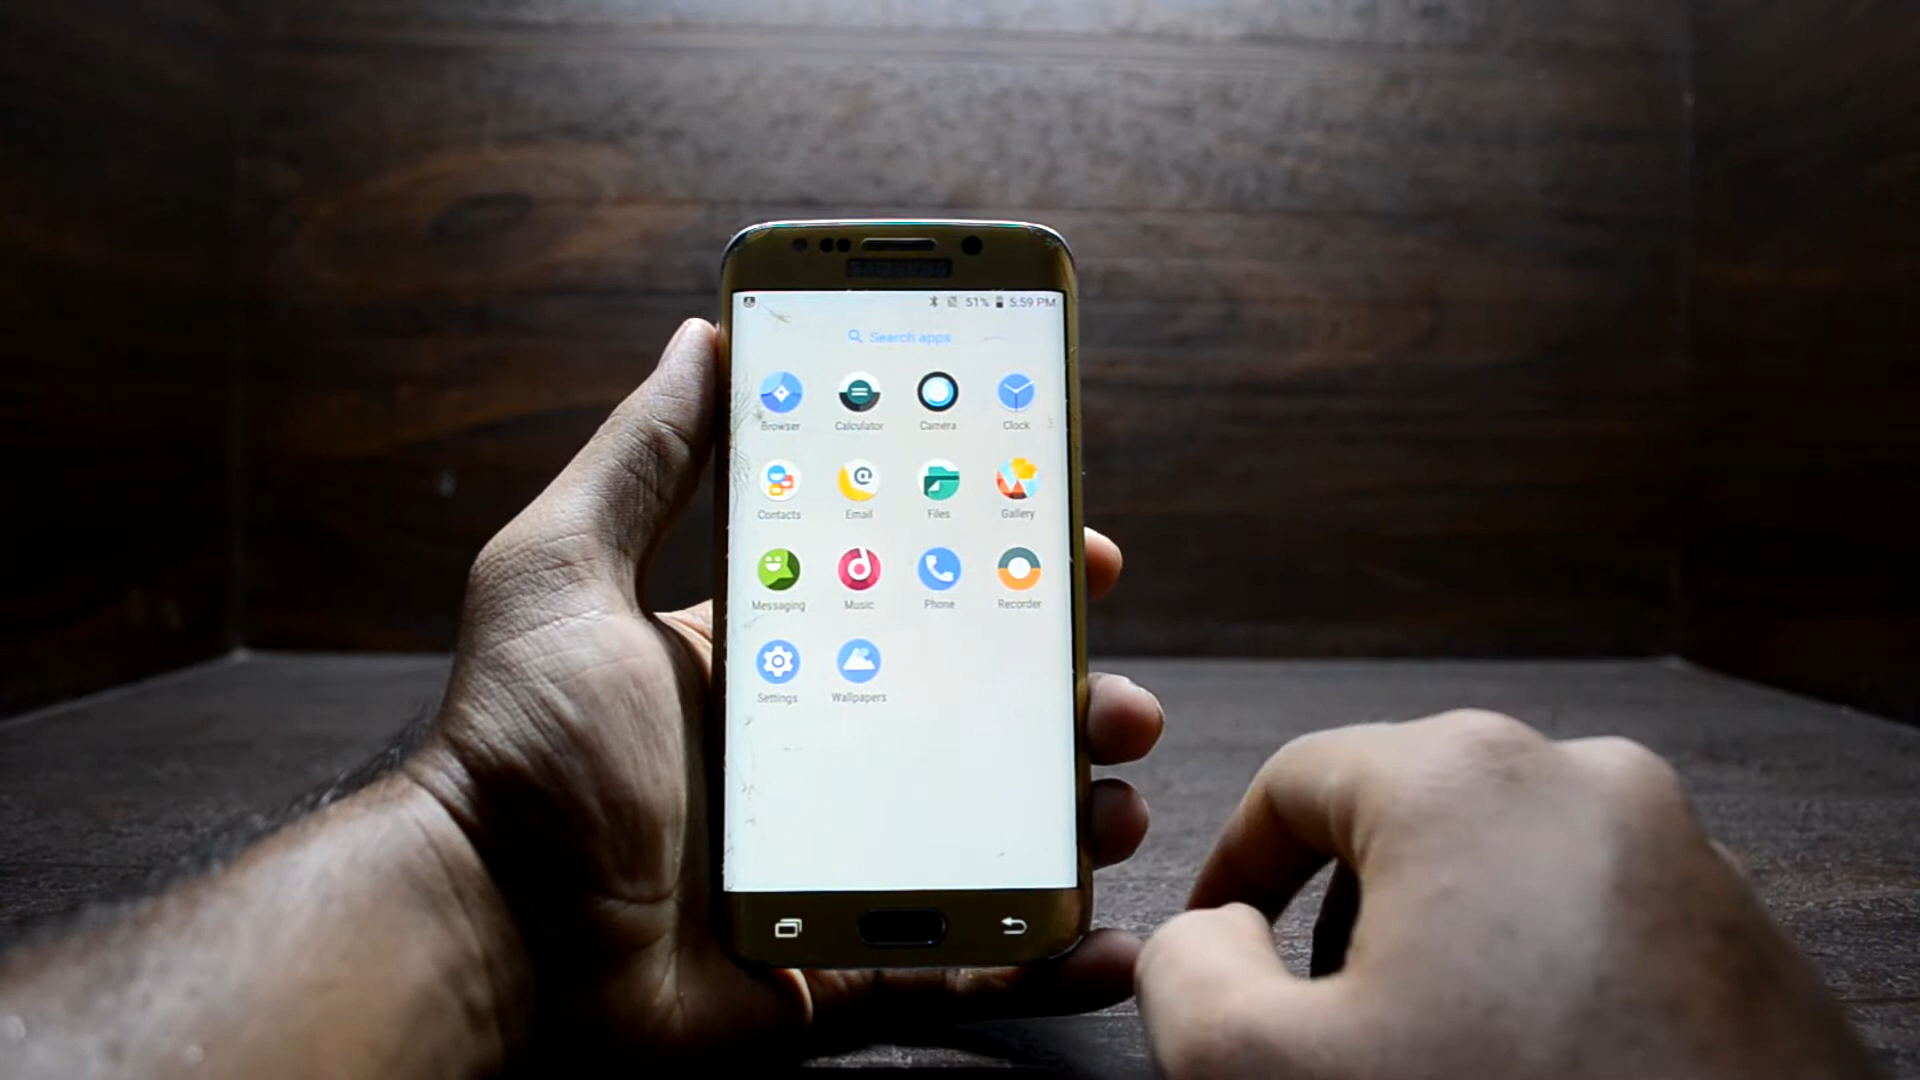 SAMSUNG
51% 5:59 PM
Search apps
Browser Calculator Camera Clock
Contacts Email Files Gallery
Messaging Music Phone Recorder
Settings Wallpapers